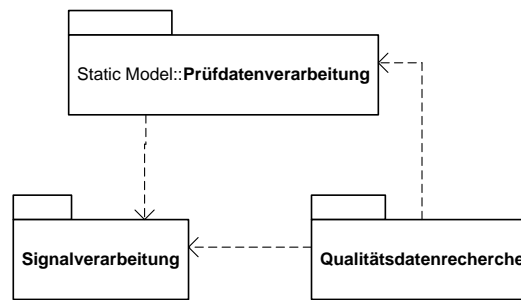 Static Model::Prüfdatenverarbeitung
Signalverarbeitung
Qualitätsdatenrecherche